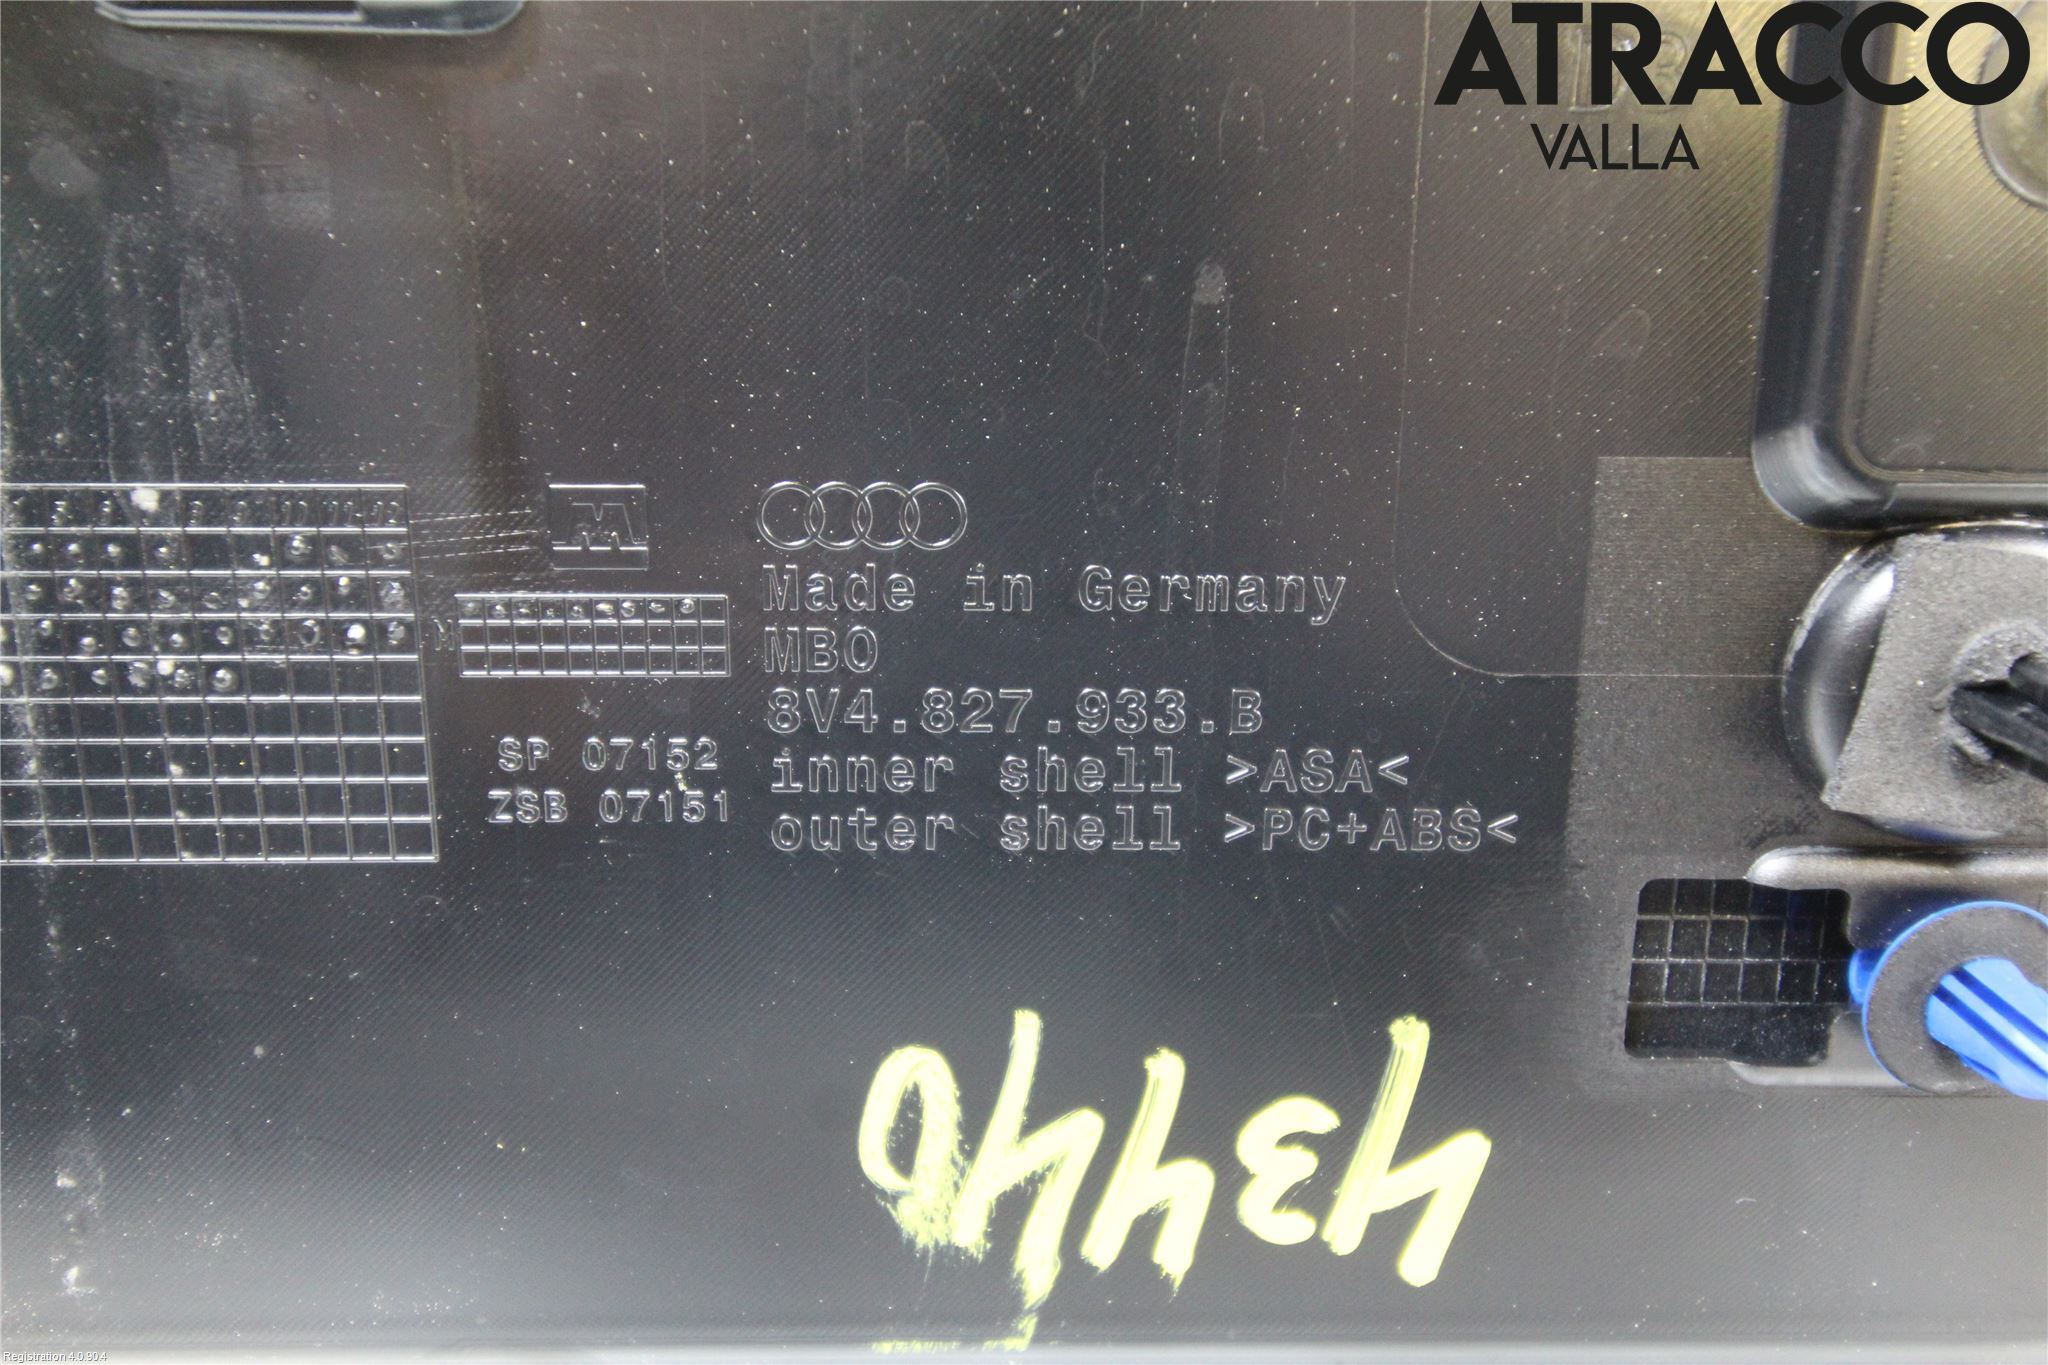 ATRACCO
VALLA
Made in Germany
MBO
8V4.827.933.B
inner shell >ASA<
outer shell >PC+ABS<
SP 07152
ZSB 07151
M
43440
Registration 4.0.90.4